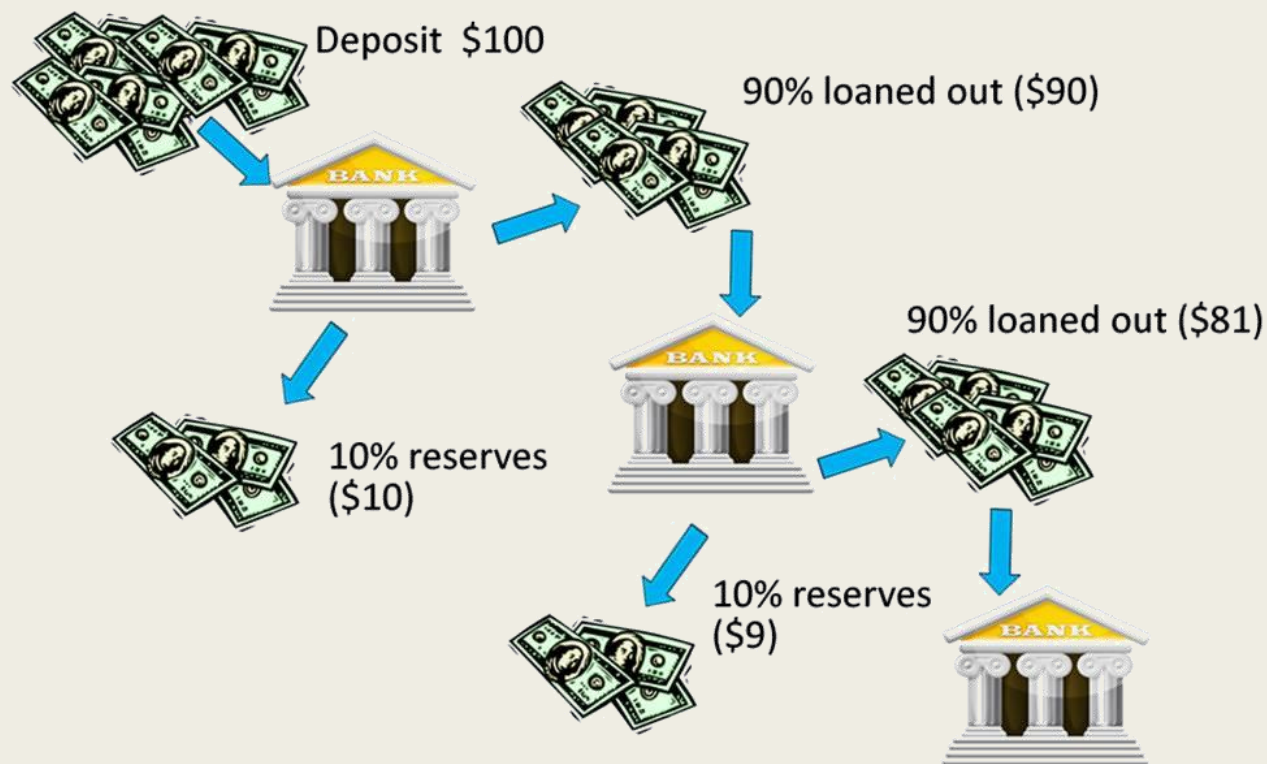 Deposit $100
90% loaned out ($90)
BANK
90% loaned out ($81)
BANK
10% reserves
($10)
10% reserves
($9)
BANK